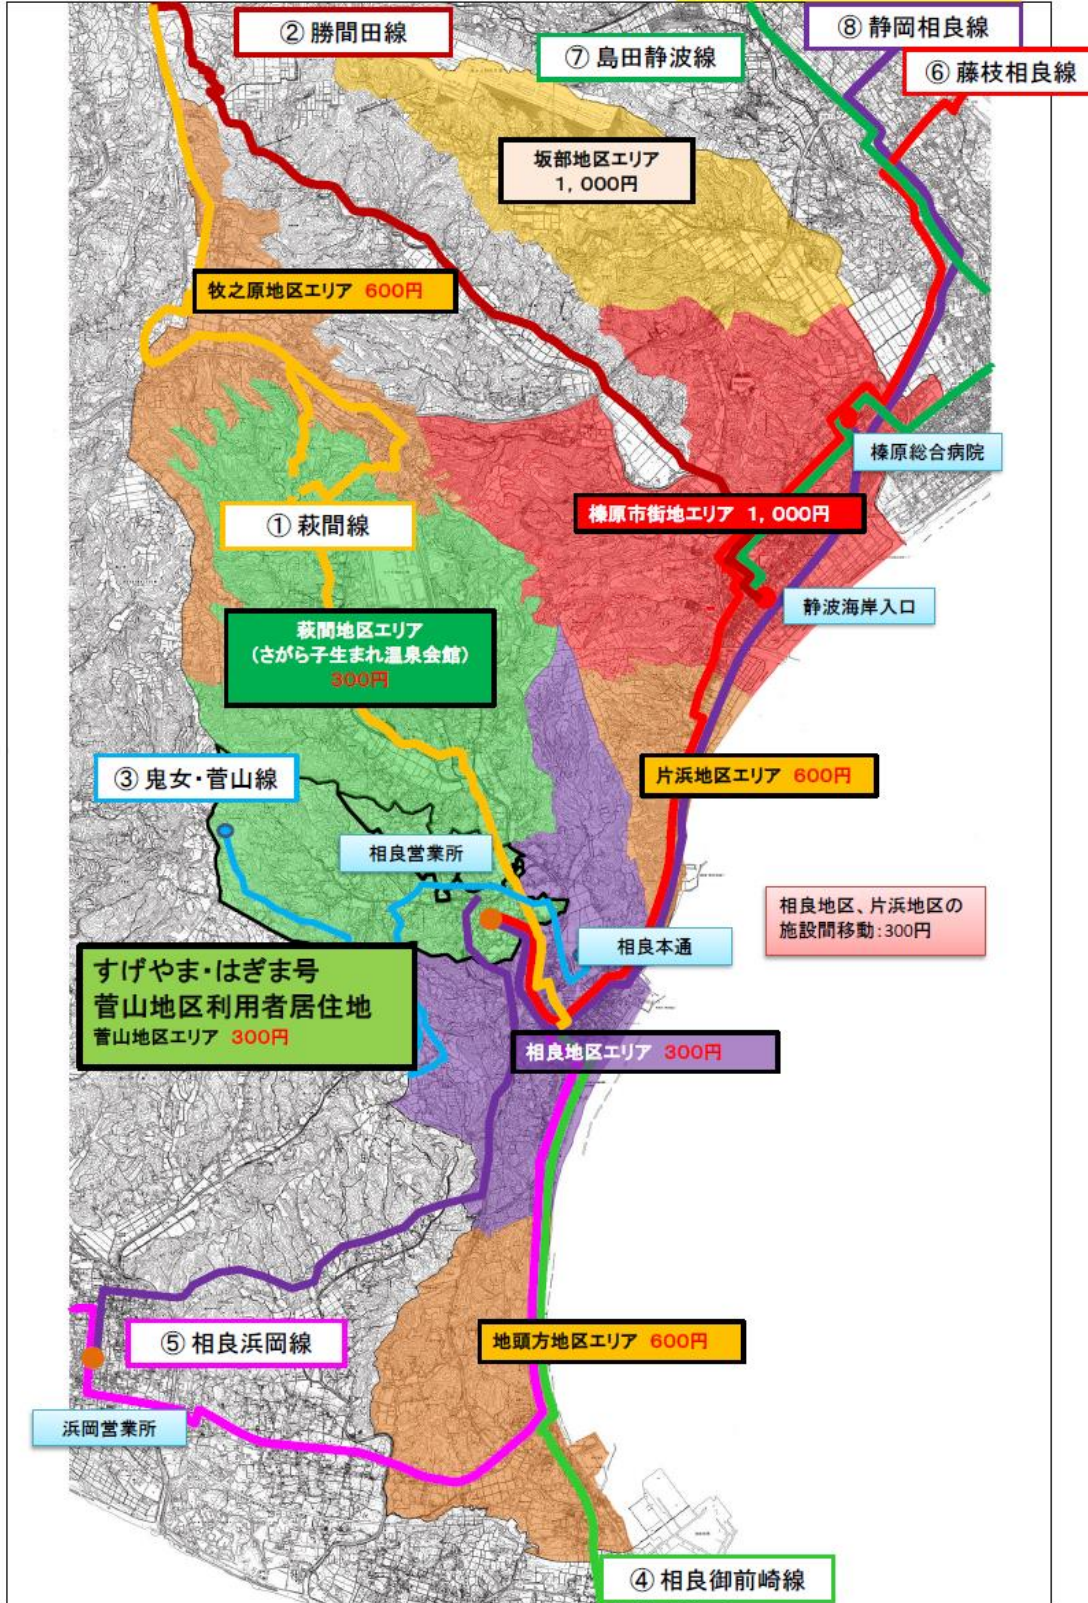 ② 勝間田線
⑧ 静岡相良線
⑦ 島田静波線
⑥ 藤枝相良線
坂部地区エリア
1,000円
牧之原地区エリア 600円
榛原総合病院
榛原市街地エリア 1,000円
① 萩間線
静波海岸入口
萩間地区エリア
(さがら子生まれ温泉会館)
300円
③ 鬼女・菅山線
片浜地区エリア 600円
相良営業所
相良地区、片浜地区の
施設間移動:300円
相良本通
すげやま・はぎま号
菅山地区利用者居住地
菅山地区エリア 300円
相良地区エリア 300円
⑤ 相良浜岡線
地頭方地区エリア 600円
浜岡営業所
④ 相良御前崎線